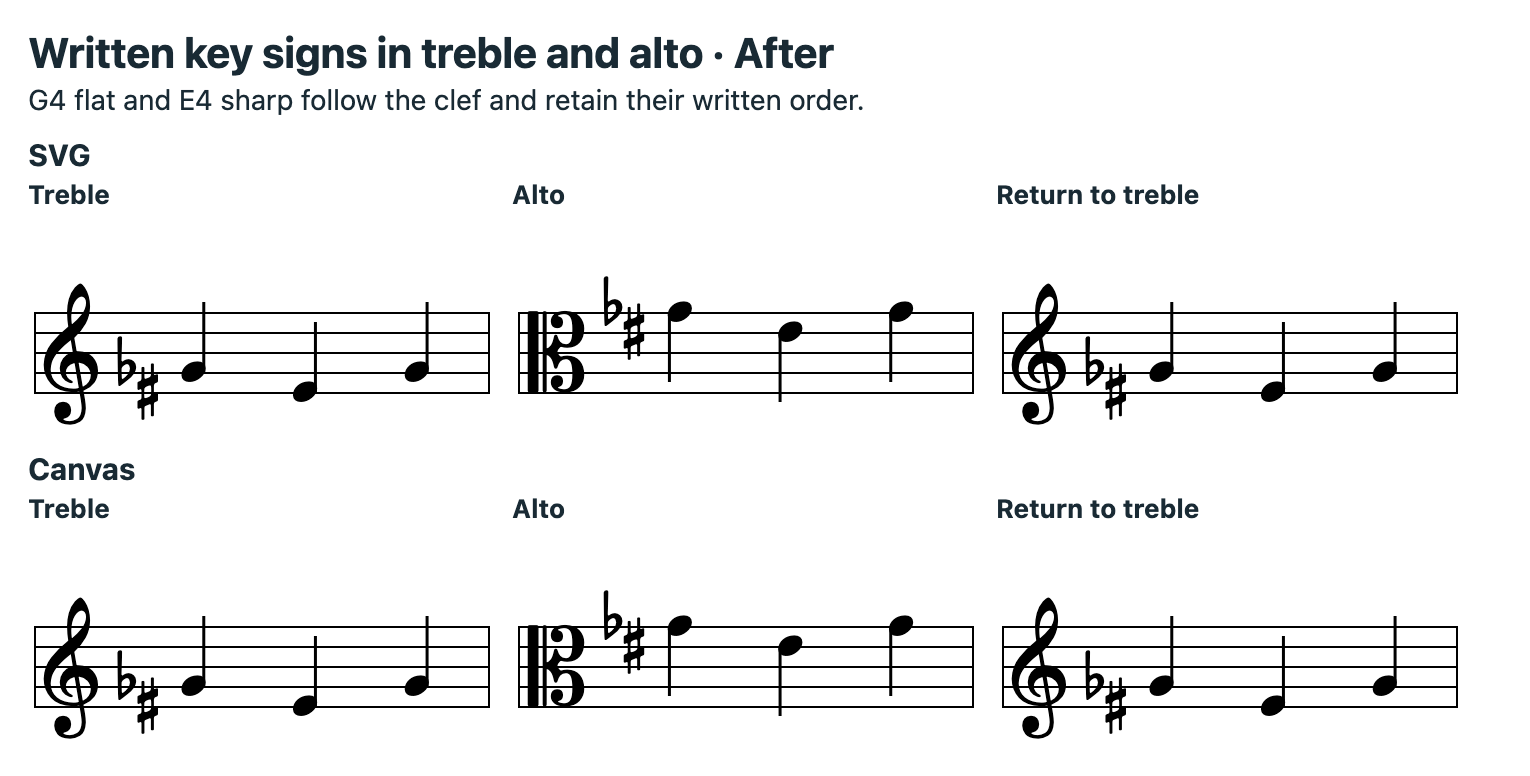 Written key signs in treble and alto · After
G4 flat and E4 sharp follow the clef and retain their written order.
SVG
Treble Alto Return to treble
Canvas
Treble Alto Return to treble